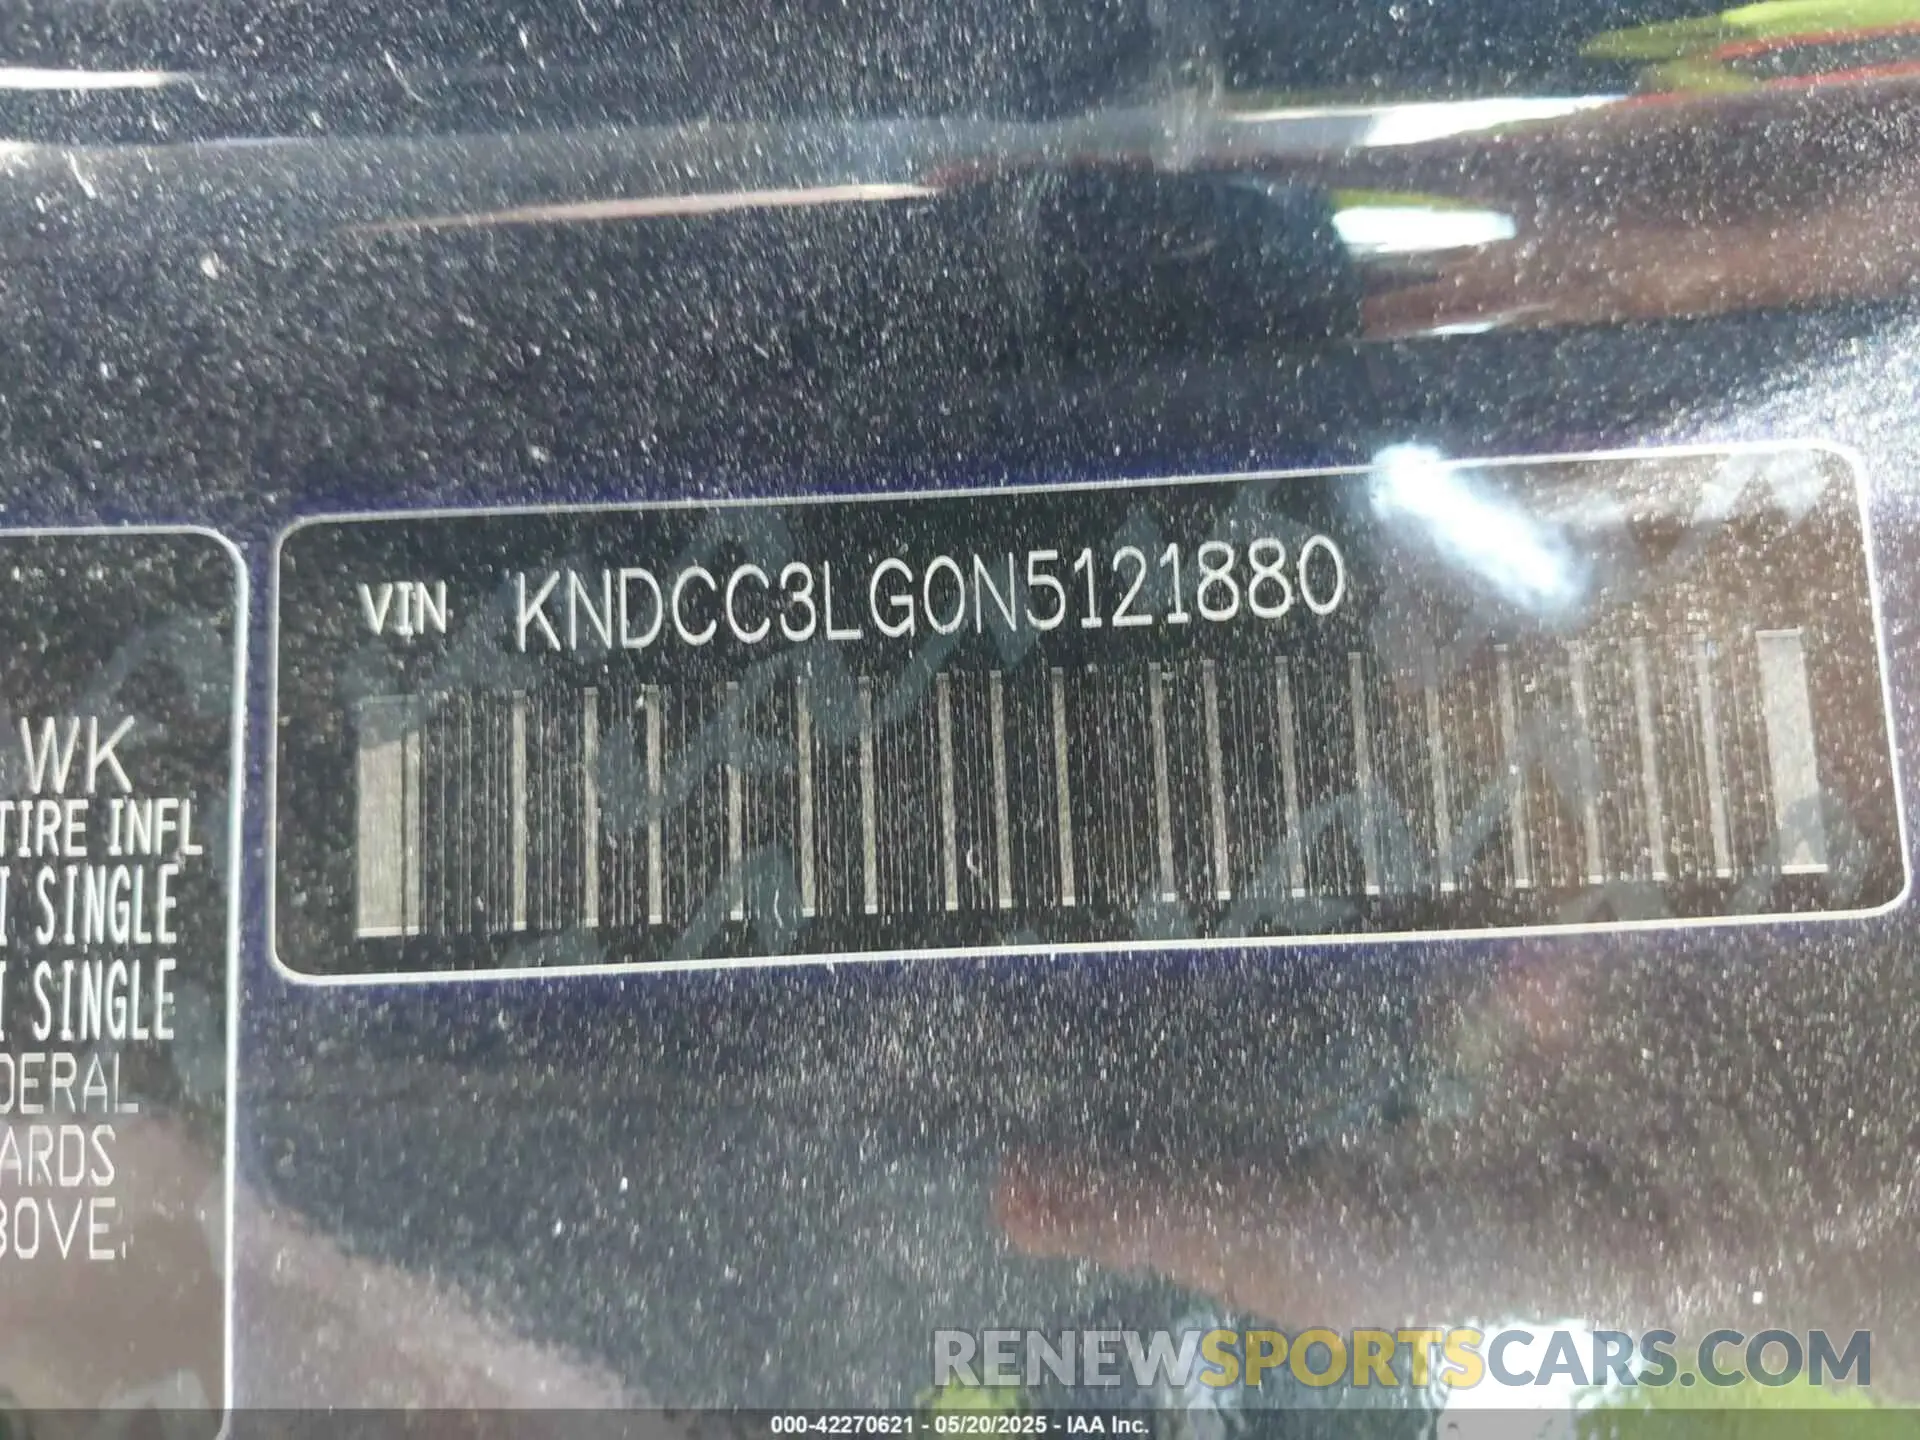 VIN KNDCC3LG0N5121880
WK
TIRE INFL
I SINGLE
I SINGLE
DERAL
ARDS
BOVE.
RENEWSPORTSCARS.COM
000-42270621 - 05/20/2025 - IAA Inc.